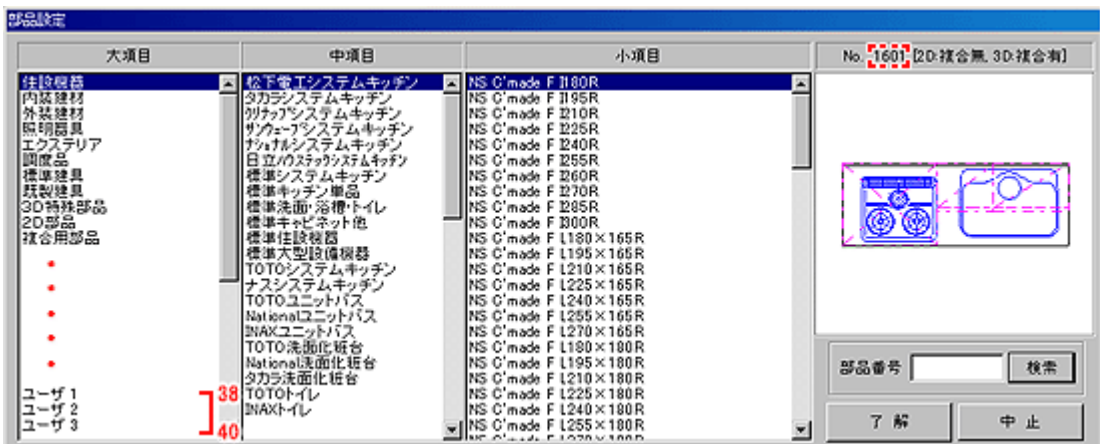 部品設定
大項目
中項目
小項目
No. 1601 [2D:複合無, 3D:複合有]
住設機器
内装建材
外装建材
照明器具
エクステリア
調度品
標準建具
既製建具
3D特殊部品
2D部品
複合用部品
ユーザ 1
ユーザ 2
ユーザ 3
38
40
松下電工システムキッチン
タカラシステムキッチン
クリナップシステムキッチン
サンウェーブシステムキッチン
ナショナルシステムキッチン
日立ハウステックシステムキッチン
標準システムキッチン
標準キッチン単品
標準洗面・浴槽・トイレ
標準キャビネット他
標準住設機器
標準大型設備機器
TOTOシステムキッチン
ナスシステムキッチン
TOTOユニットバス
Nationalユニットバス
INAXユニットバス
TOTO洗面化粧台
National洗面化粧台
タカラ洗面化粧台
TOTOトイレ
INAXトイレ
NS C'made F I180R
NS C'made F I195R
NS C'made F I210R
NS C'made F I225R
NS C'made F I240R
NS C'made F I255R
NS C'made F I260R
NS C'made F I270R
NS C'made F I285R
NS C'made F I300R
NS C'made F L180×165R
NS C'made F L195×165R
NS C'made F L210×165R
NS C'made F L225×165R
NS C'made F L240×165R
NS C'made F L255×165R
NS C'made F L270×165R
NS C'made F L180×180R
NS C'made F L195×180R
NS C'made F L210×180R
NS C'made F L225×180R
NS C'made F L240×180R
NS C'made F L255×180R
NS C'made F L270×180R
部品番号
検索
了解
中止